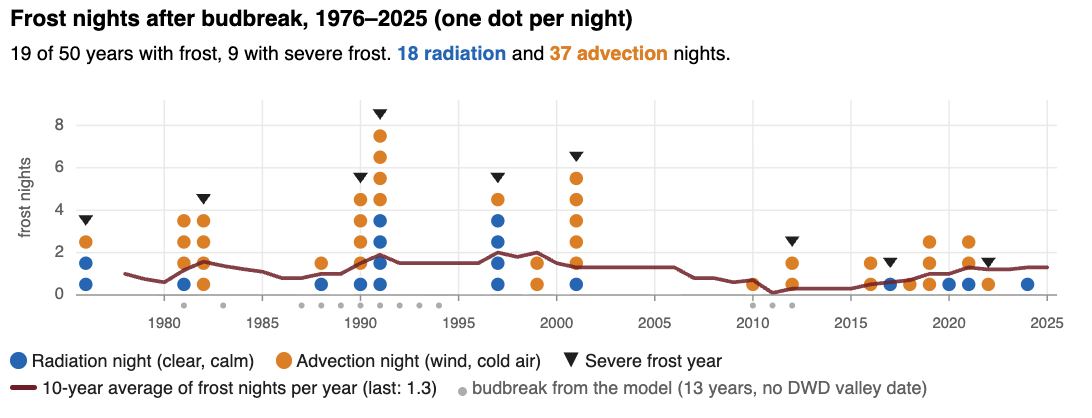 Frost nights after budbreak, 1976–2025 (one dot per night)
19 of 50 years with frost, 9 with severe frost. 18 radiation and 37 advection nights.
frost nights
8
6
4
2
0
1980 1985 1990 1995 2000 2005 2010 2015 2020 2025
Radiation night (clear, calm) Advection night (wind, cold air) Severe frost year
10-year average of frost nights per year (last: 1.3) budbreak from the model (13 years, no DWD valley date)